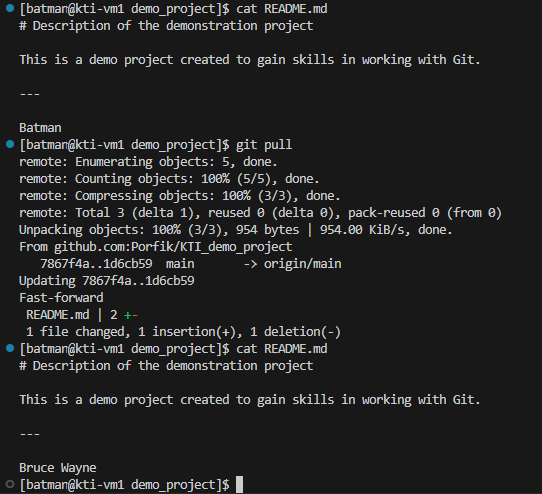 [batman@kti-vm1 demo_project]$ cat README.md
# Description of the demonstration project
This is a demo project created to gain skills in working with Git.
---
Batman
[batman@kti-vm1 demo_project]$ git pull
remote: Enumerating objects: 5, done.
remote: Counting objects: 100% (5/5), done.
remote: Compressing objects: 100% (3/3), done.
remote: Total 3 (delta 1), reused 0 (delta 0), pack-reused 0 (from 0)
Unpacking objects: 100% (3/3), 954 bytes | 954.00 KiB/s, done.
From github.com:Porfik/KTI_demo_project
   7867f4a..1d6cb59  main       -> origin/main
Updating 7867f4a..1d6cb59
Fast-forward
 README.md | 2 +-
 1 file changed, 1 insertion(+), 1 deletion(-)
[batman@kti-vm1 demo_project]$ cat README.md
# Description of the demonstration project
This is a demo project created to gain skills in working with Git.
---
Bruce Wayne
[batman@kti-vm1 demo_project]$